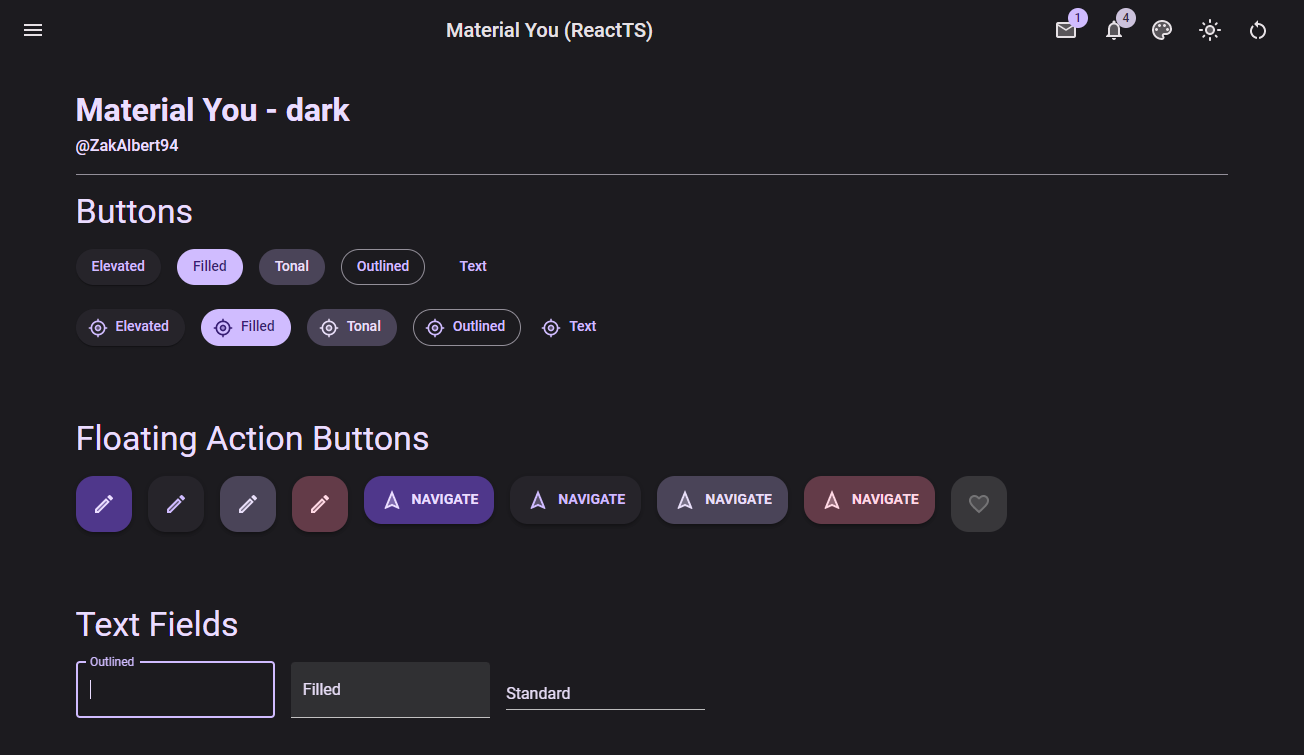 Material You (ReactTS)
1
4
Material You - dark
@ZakAlbert94
Buttons
Elevated Filled Tonal Outlined Text
Elevated Filled Tonal Outlined Text
Floating Action Buttons
NAVIGATE NAVIGATE NAVIGATE NAVIGATE
Text Fields
Outlined
Filled
Standard